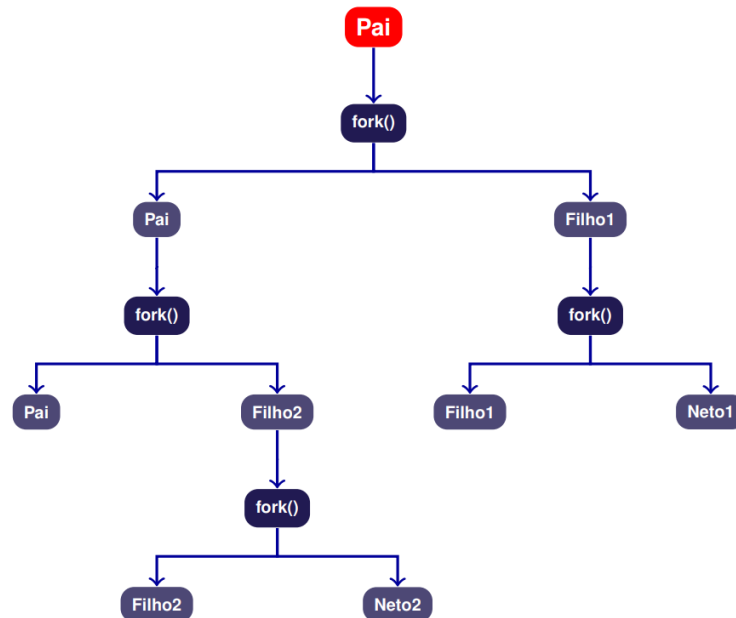 Pai
fork()
Pai
Filho1
fork()
fork()
Pai
Filho2
Filho1
Neto1
fork()
Filho2
Neto2